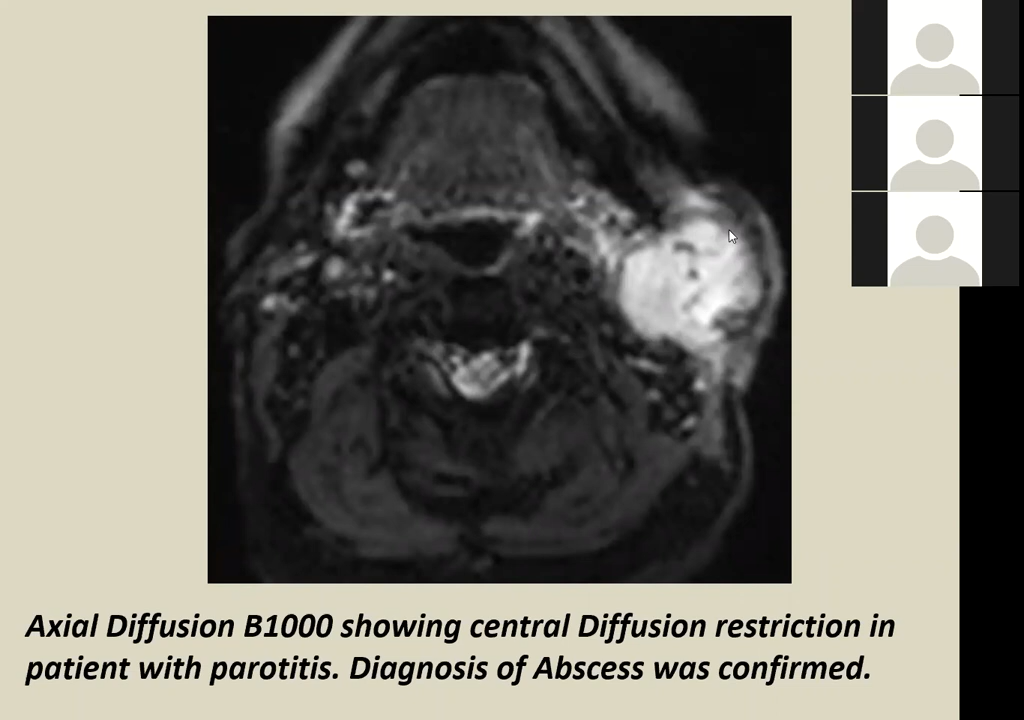 Axial Diffusion B1000 showing central Diffusion restriction in
patient with parotitis. Diagnosis of Abscess was confirmed.